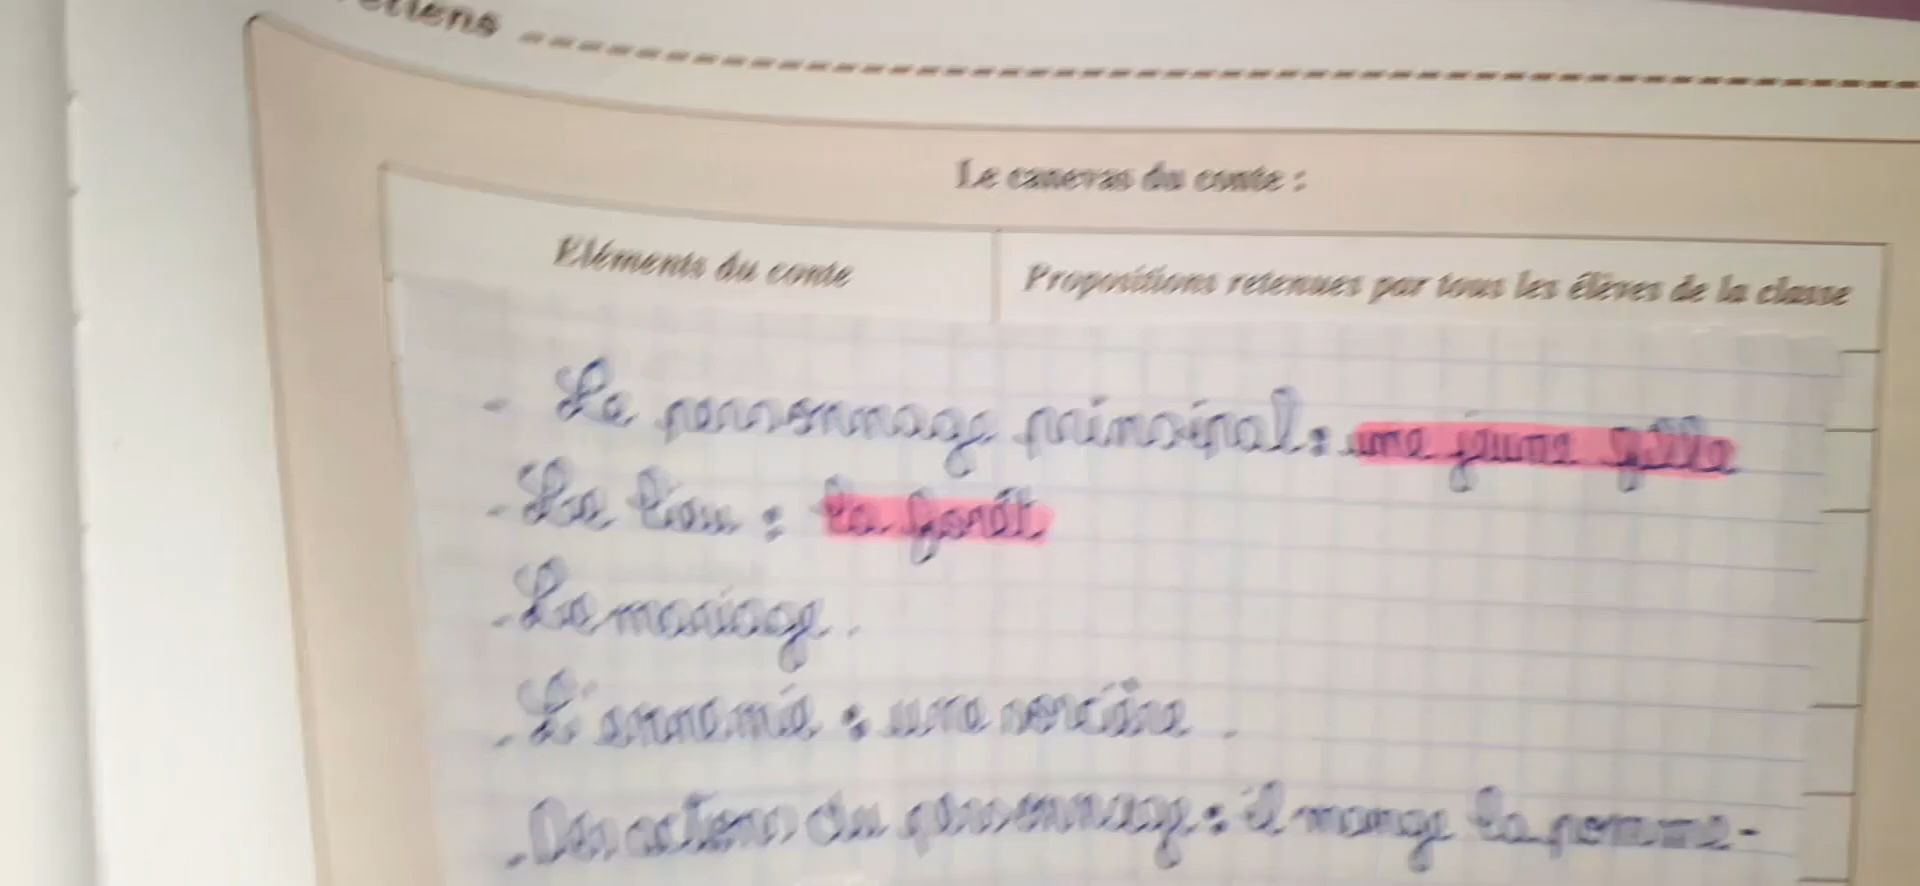 Le canevas du conte :
Eléments du conte
Propositions retenues par tous les élèves de la classe
- Le personnage principal : une jeune fille
- Le lieu : la forêt
- Le mariage.
- L'ennemie : une sorcière.
- Des actions du personnage : il mange la pomme -